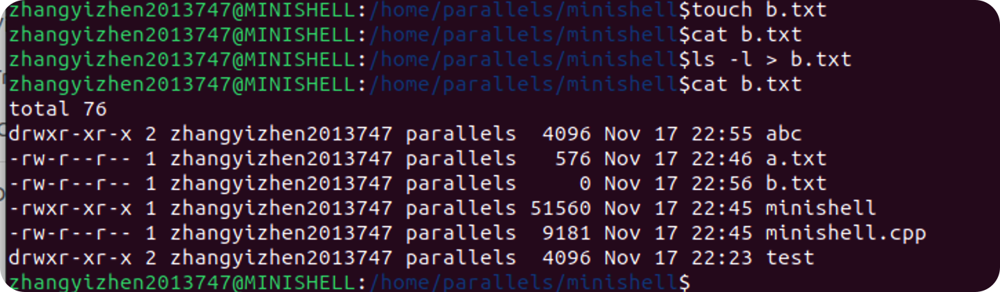 zhangyizhen2013747@MINISHELL:/home/parallels/minishell$touch b.txt
zhangyizhen2013747@MINISHELL:/home/parallels/minishell$cat b.txt
zhangyizhen2013747@MINISHELL:/home/parallels/minishell$ls -l > b.txt
zhangyizhen2013747@MINISHELL:/home/parallels/minishell$cat b.txt
total 76
drwxr-xr-x 2 zhangyizhen2013747 parallels  4096 Nov 17 22:55 abc
-rw-r--r-- 1 zhangyizhen2013747 parallels   576 Nov 17 22:46 a.txt
-rw-r--r-- 1 zhangyizhen2013747 parallels     0 Nov 17 22:56 b.txt
-rwxr-xr-x 1 zhangyizhen2013747 parallels 51560 Nov 17 22:45 minishell
-rw-r--r-- 1 zhangyizhen2013747 parallels  9181 Nov 17 22:45 minishell.cpp
drwxr-xr-x 2 zhangyizhen2013747 parallels  4096 Nov 17 22:23 test
zhangyizhen2013747@MINISHELL:/home/parallels/minishell$